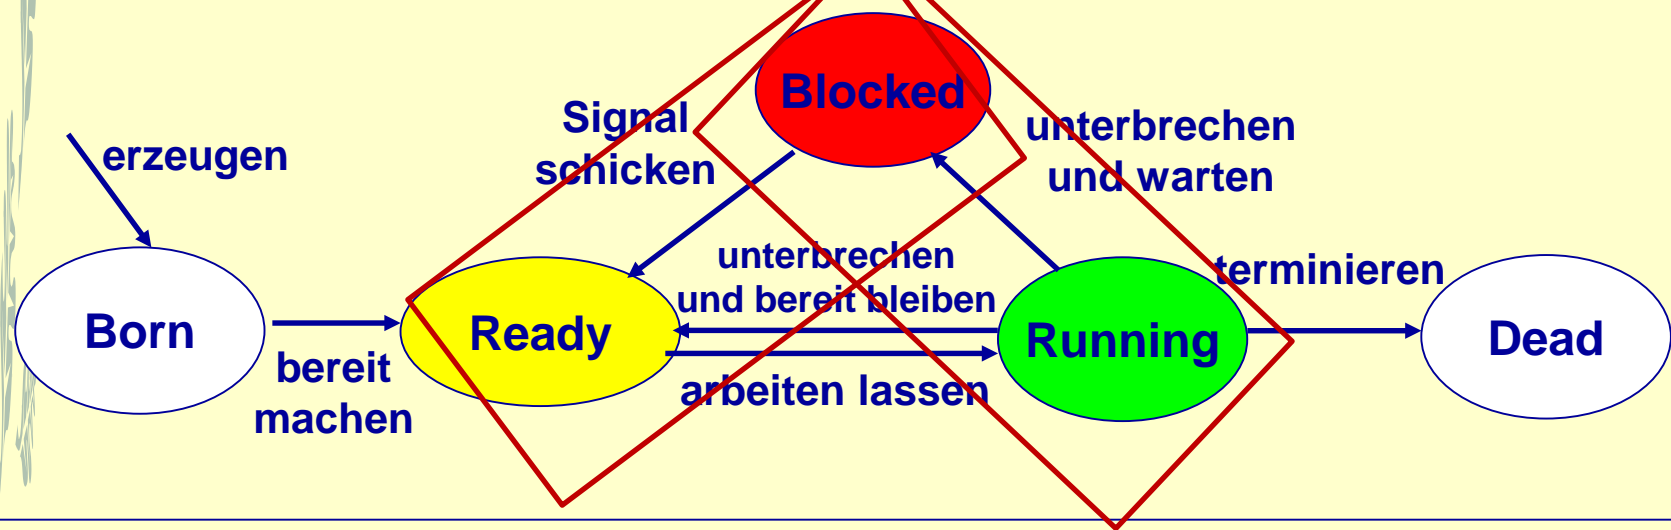 Blocked
Signal
schicken
unterbrechen
und warten
erzeugen
unterbrechen
und bereit bleiben
terminieren
Born
Ready
Running
Dead
bereit
machen
arbeiten lassen